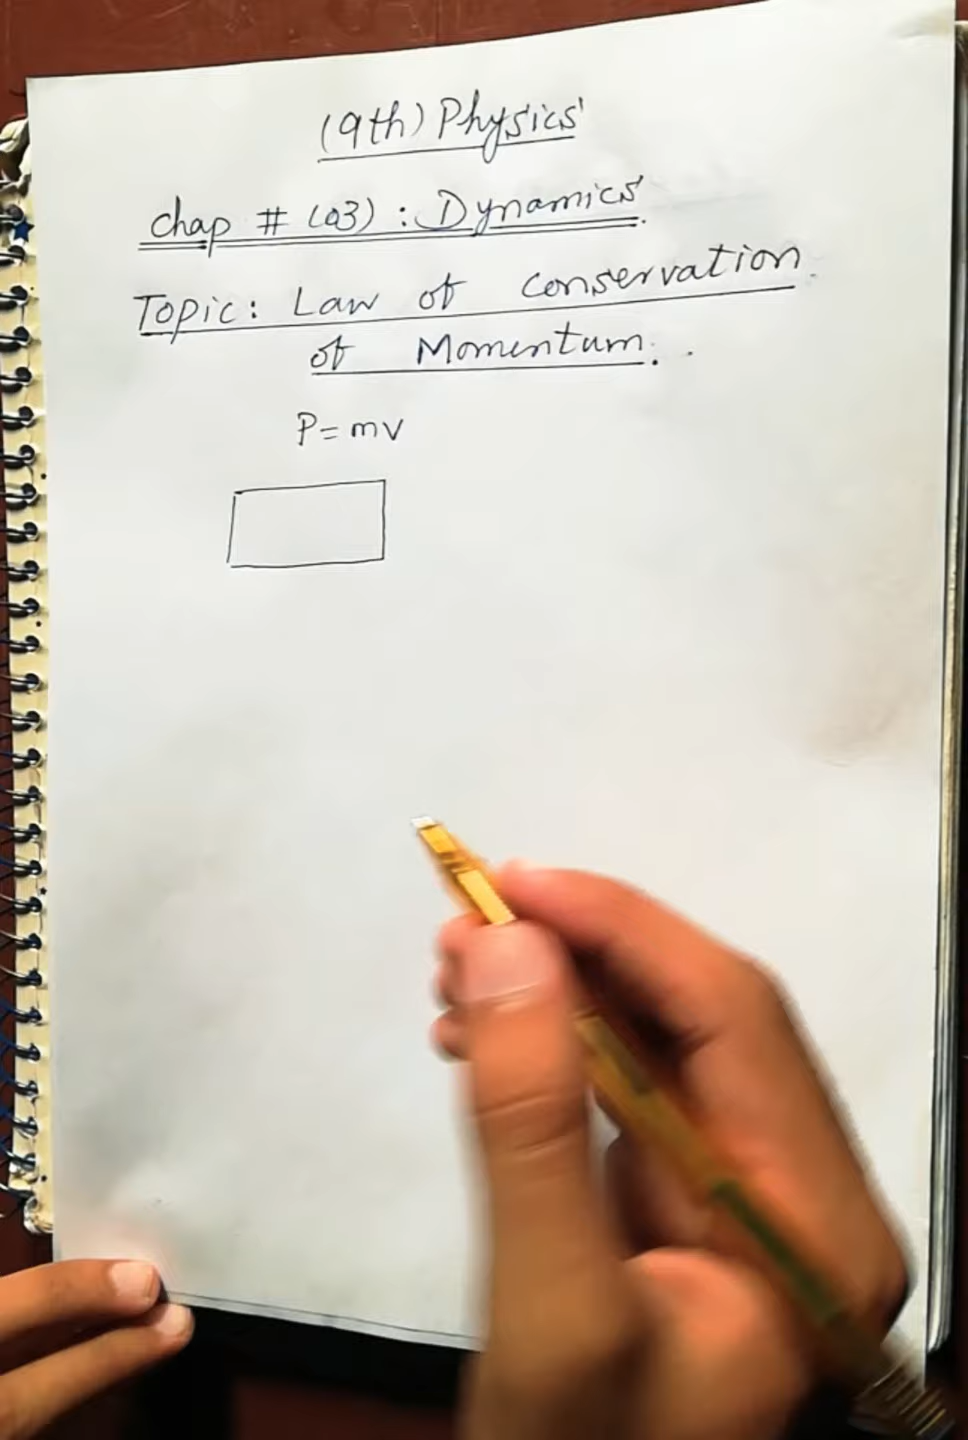 (9th) Physics
Chap # (03) : Dynamics.
Topic: Law of Conservation
of Momentum.
P = mv